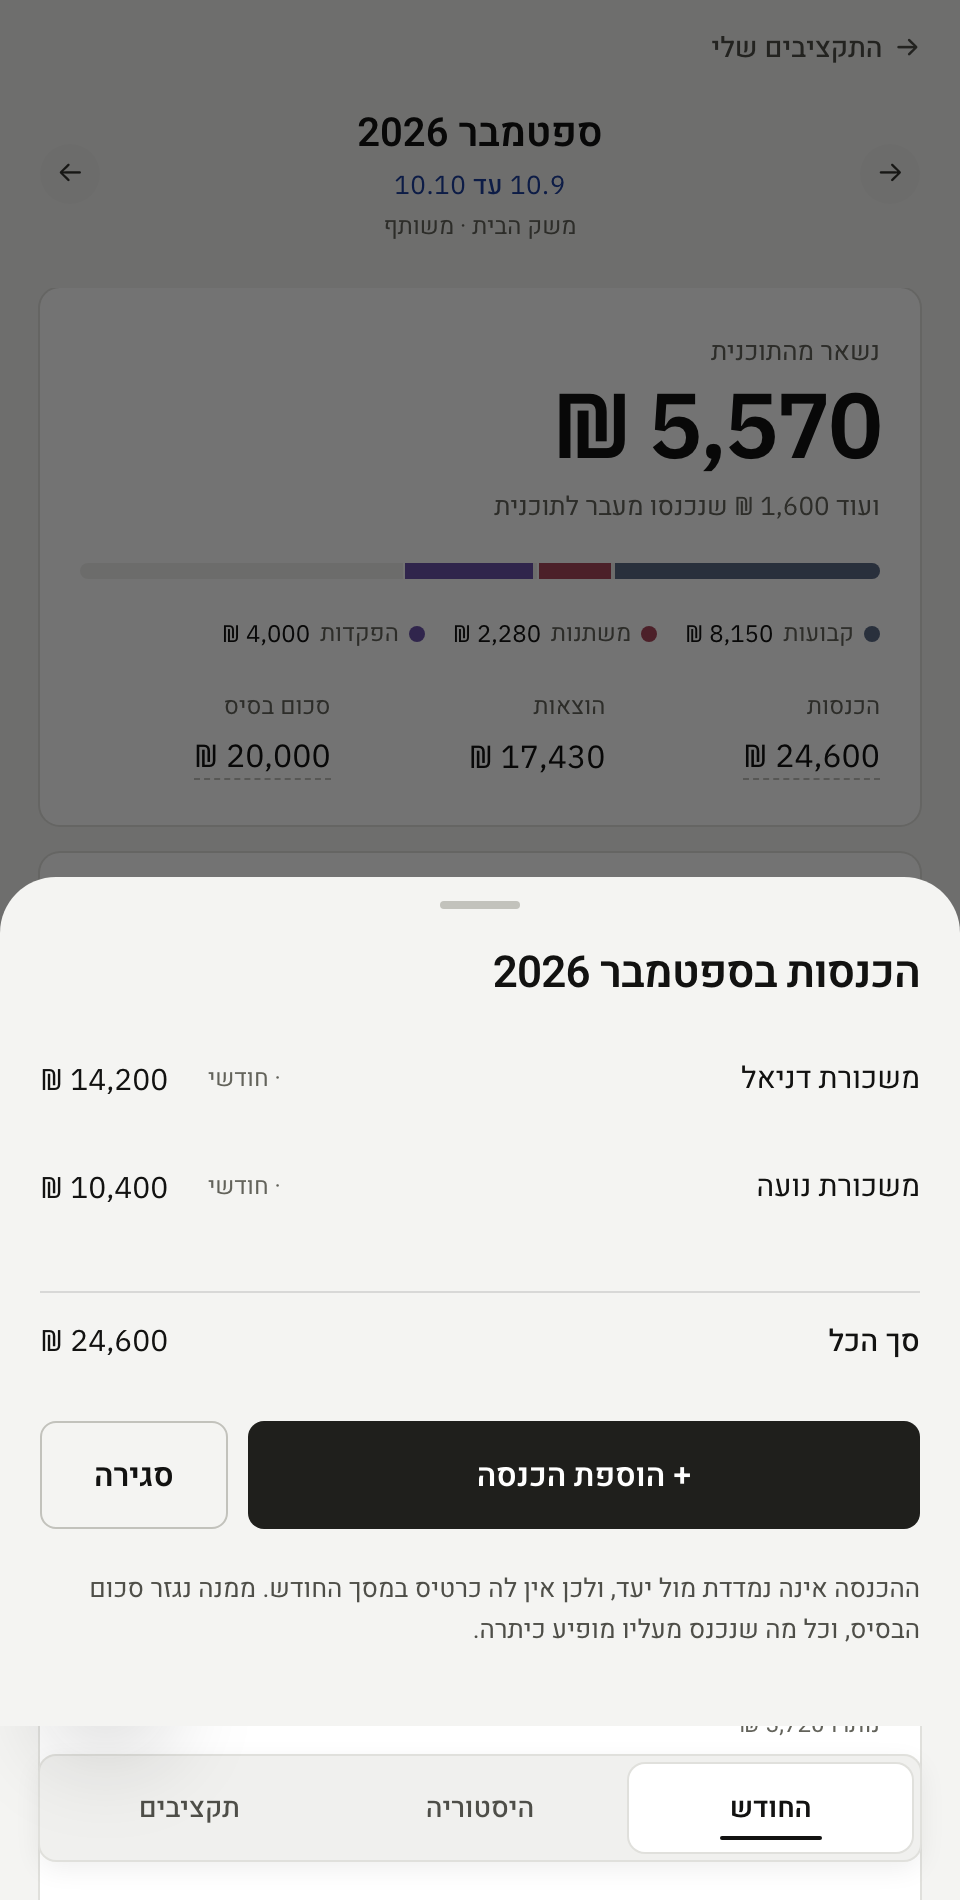 התקציבים שלי
ספטמבר 2026
10.9 עד 10.10
משק הבית · משותף
נשאר מהתוכנית
5,570 ₪
ועוד 1,600 ₪ שנכנסו מעבר לתוכנית
קבועות 8,150 ₪ משתנות 2,280 ₪ הפקדות 4,000 ₪
הכנסות הוצאות סכום בסיס
24,600 ₪ 17,430 ₪ 20,000 ₪
הכנסות בספטמבר 2026
משכורת דניאל · חודשי 14,200 ₪
משכורת נועה · חודשי 10,400 ₪
סך הכל 24,600 ₪
+ הוספת הכנסה סגירה
ההכנסה אינה נמדדת מול יעד, ולכן אין לה כרטיס במסך החודש. ממנה נגזר סכום
הבסיס, וכל מה שנכנס מעליו מופיע כיתרה.
החודש היסטוריה תקציבים